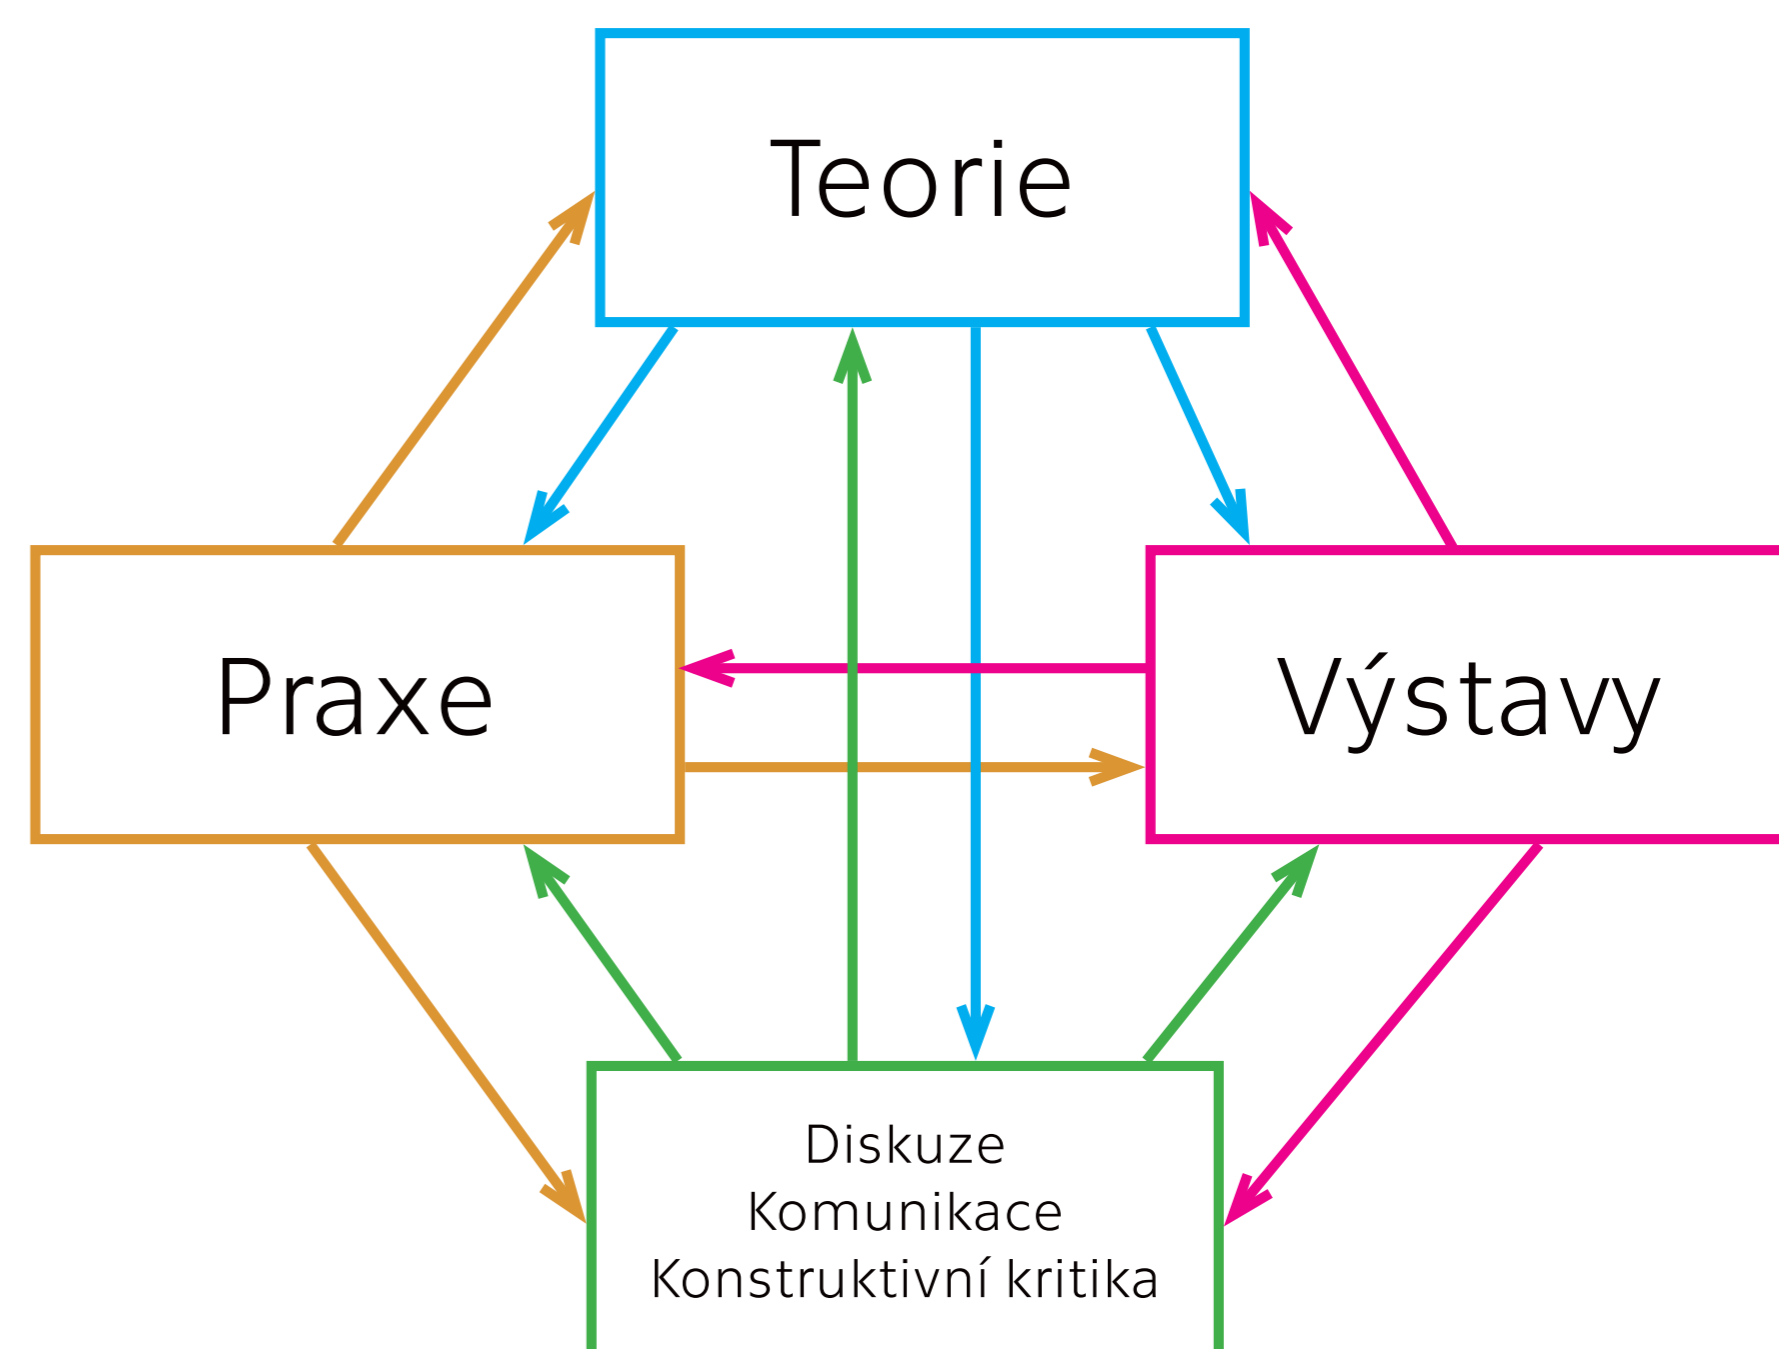 Teorie
Praxe
Výstavy
Diskuze
Komunikace
Konstruktivní kritika